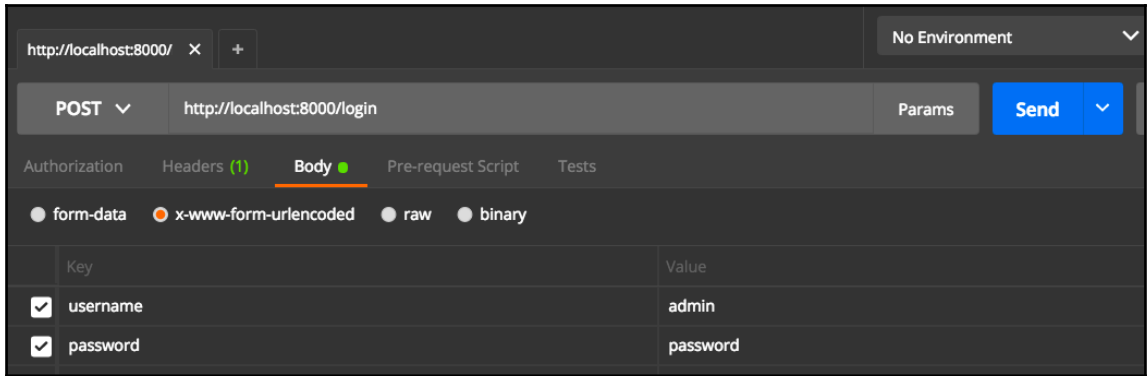 http://localhost:8000/ No Environment
POST http://localhost:8000/login Params Send
Authorization Headers (1) Body Pre-request Script Tests
form-data x-www-form-urlencoded raw binary
Key Value
username admin
password password